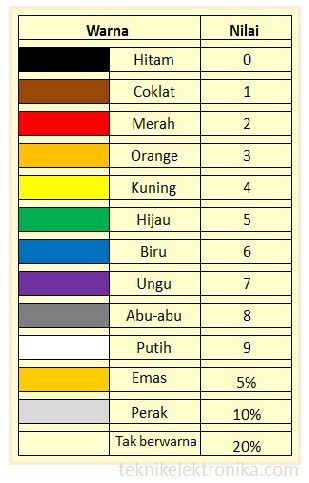 Warna Nilai
Hitam 0
Coklat 1
Merah 2
Orange 3
Kuning 4
Hijau 5
Biru 6
Ungu 7
Abu-abu 8
Putih 9
Emas 5%
Perak 10%
Tak berwarna 20%
teknikelektronika.com